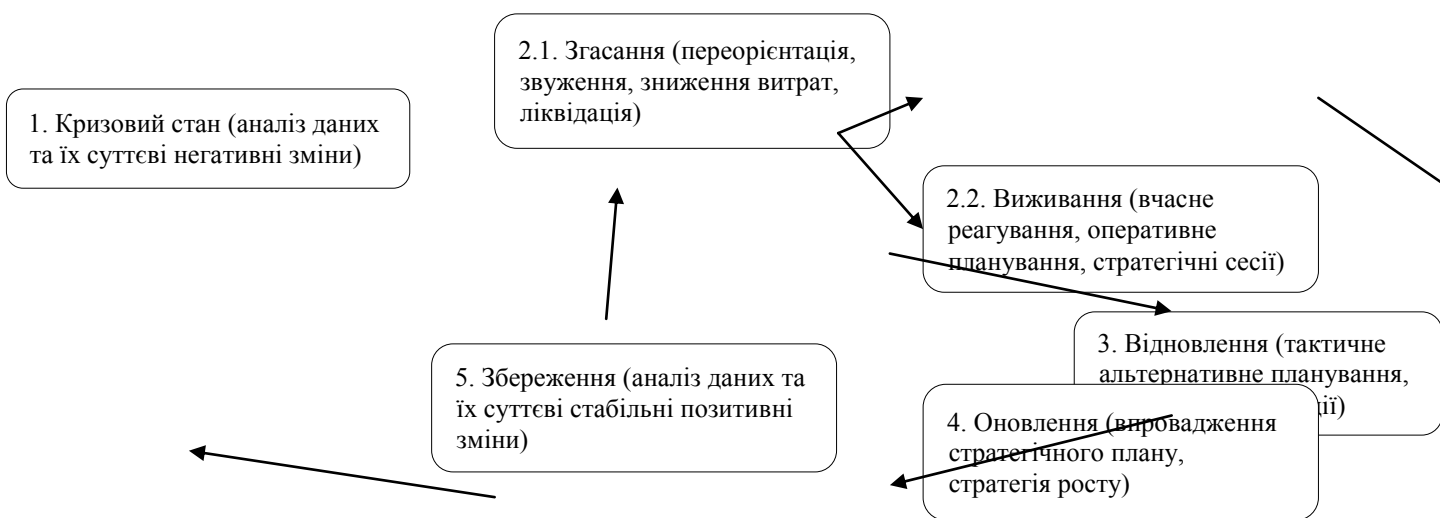 2.1. Згасання (переорієнтація,
звуження, зниження витрат,
ліквідація)
1. Кризовий стан (аналіз даних
та їх суттєві негативні зміни)
2.2. Виживання (вчасне
реагування, оперативне
планування, стратегічні сесії)
3. Відновлення (тактичне
альтернативне планування,
5. Збереження (аналіз даних та
їх суттєві стабільні позитивні
зміни)
4. Оновлення (впровадження
стратегічного плану,
стратегія росту)